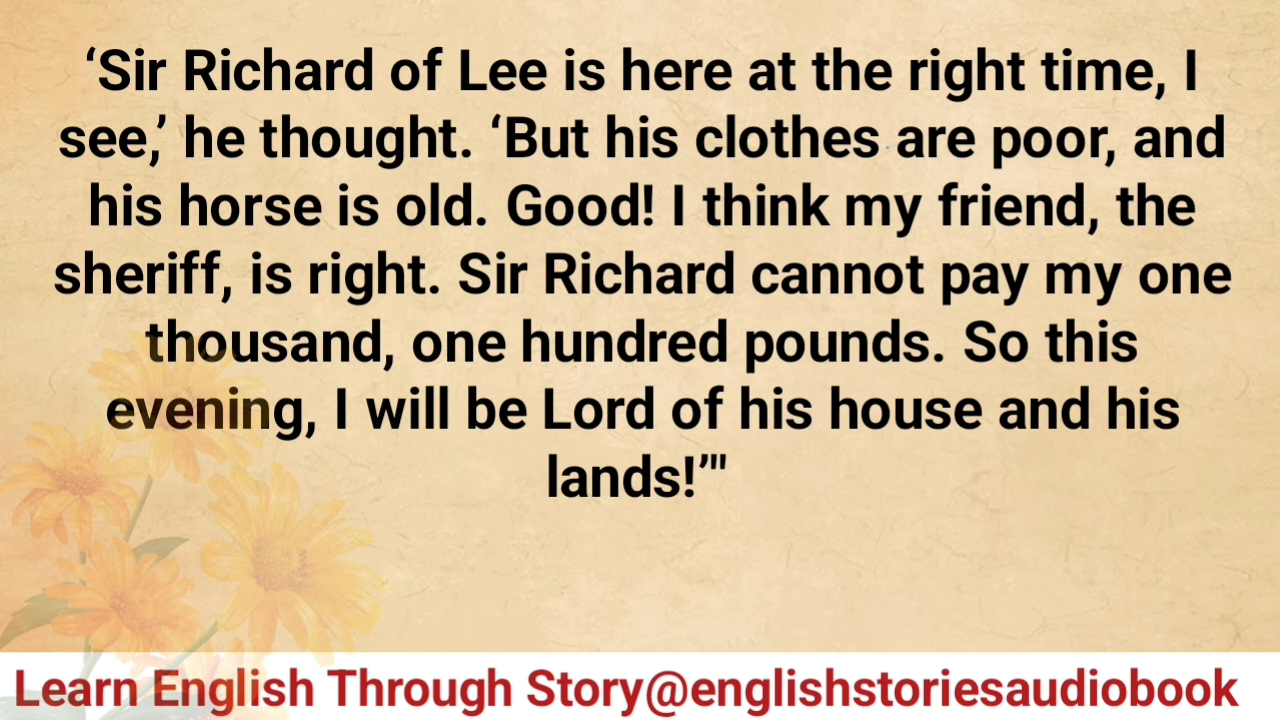 ‘Sir Richard of Lee is here at the right time, I
see,’ he thought. ‘But his clothes are poor, and
his horse is old. Good! I think my friend, the
sheriff, is right. Sir Richard cannot pay my one
thousand, one hundred pounds. So this
evening, I will be Lord of his house and his
lands!’"
Learn English Through Story@englishstoriesaudiobook